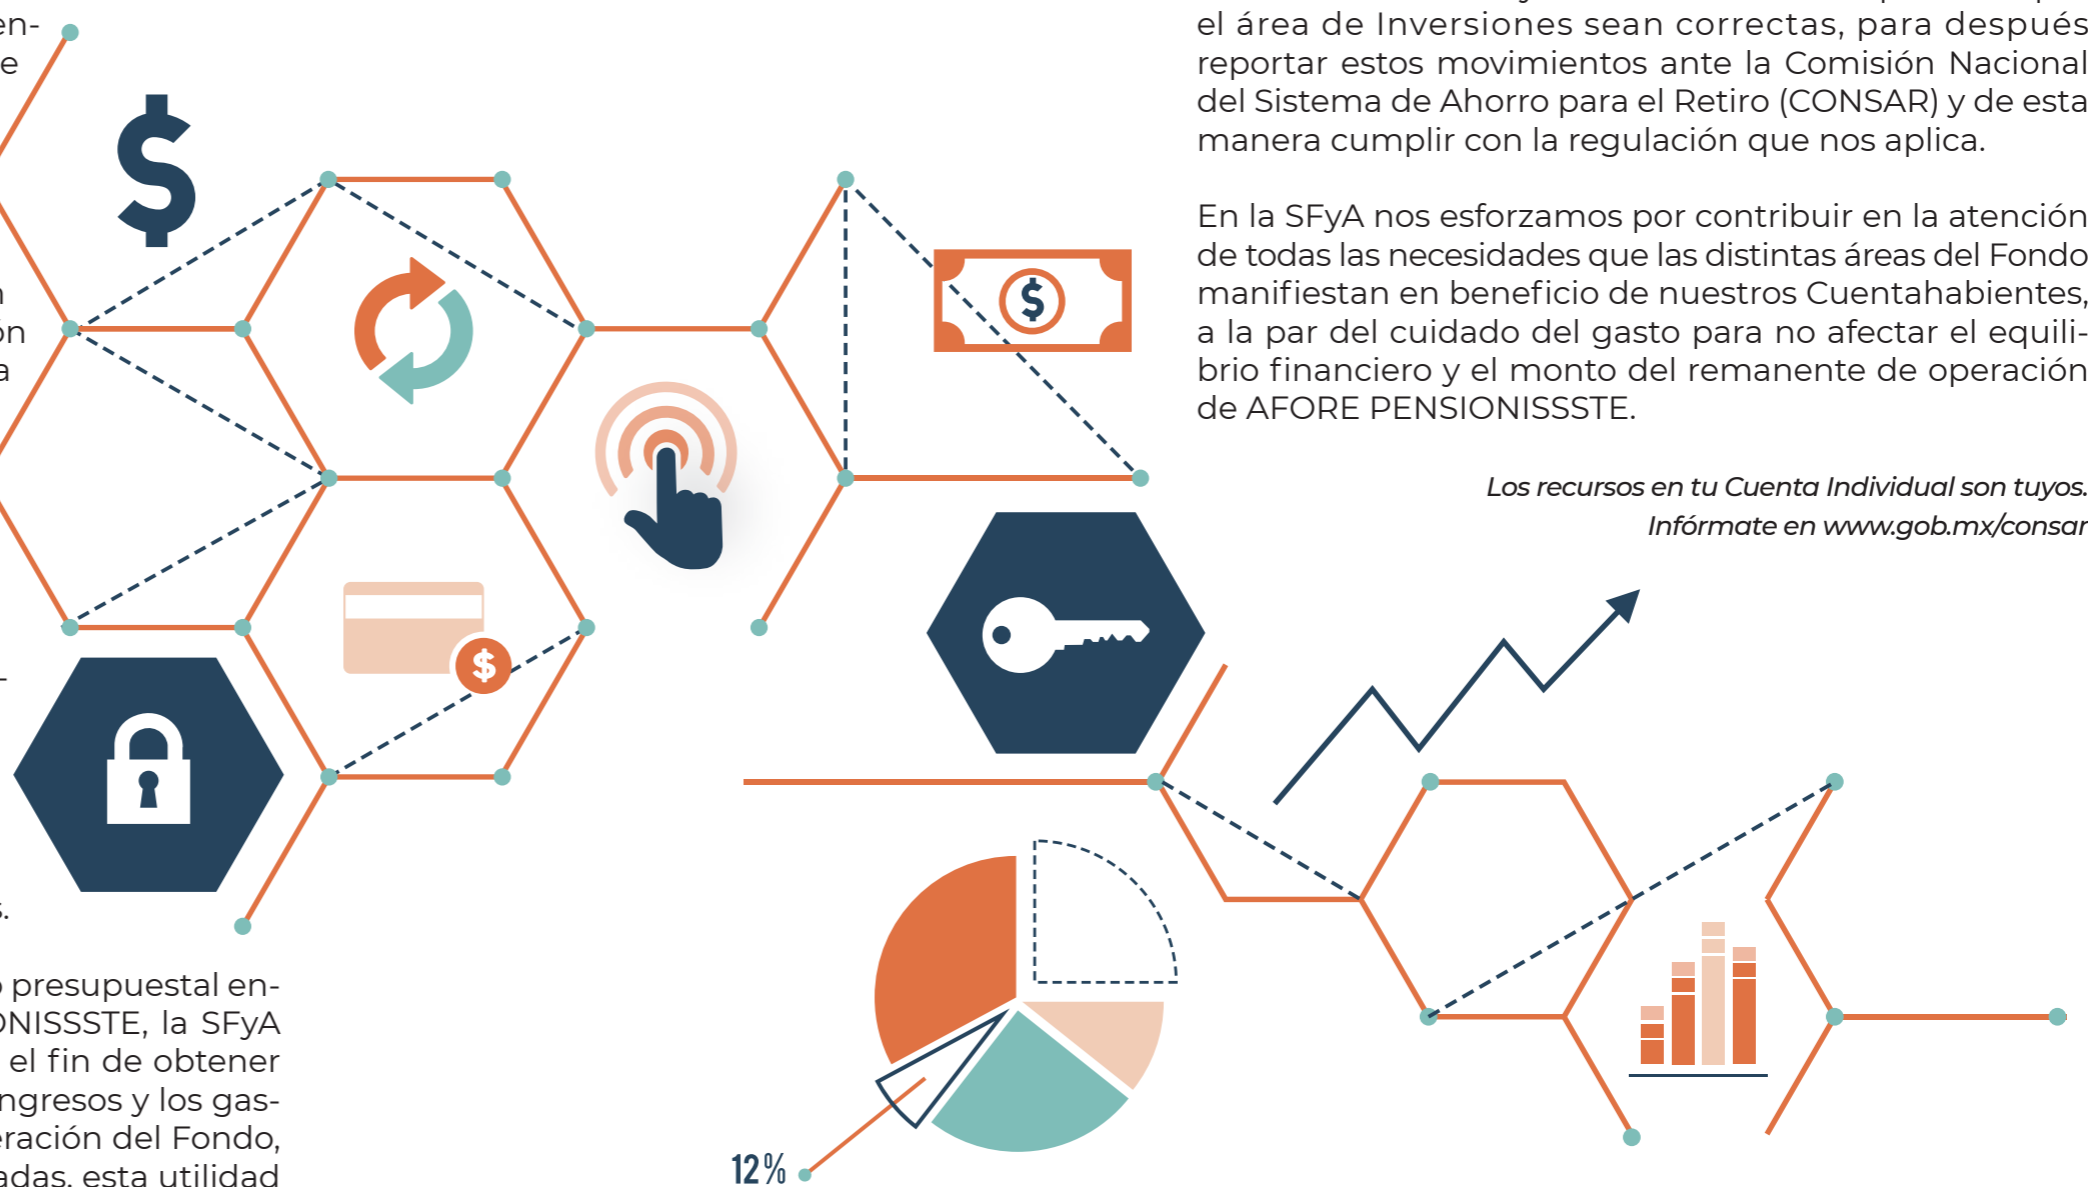 en-
e
n
ón
a
-
s.
presupuestal en-
ONISSSTE, la SFyA
el fin de obtener
ingresos y los gas-
eración del Fondo,
adas, esta utilidad
$
$
$
12%
el área de Inversiones sean correctas, para después
reportar estos movimientos ante la Comisión Nacional
del Sistema de Ahorro para el Retiro (CONSAR) y de esta
manera cumplir con la regulación que nos aplica.
En la SFyA nos esforzamos por contribuir en la atención
de todas las necesidades que las distintas áreas del Fondo
manifiestan en beneficio de nuestros Cuentahabientes,
a la par del cuidado del gasto para no afectar el equili-
brio financiero y el monto del remanente de operación
de AFORE PENSIONISSSTE.
Los recursos en tu Cuenta Individual son tuyos.
Infórmate en www.gob.mx/consar